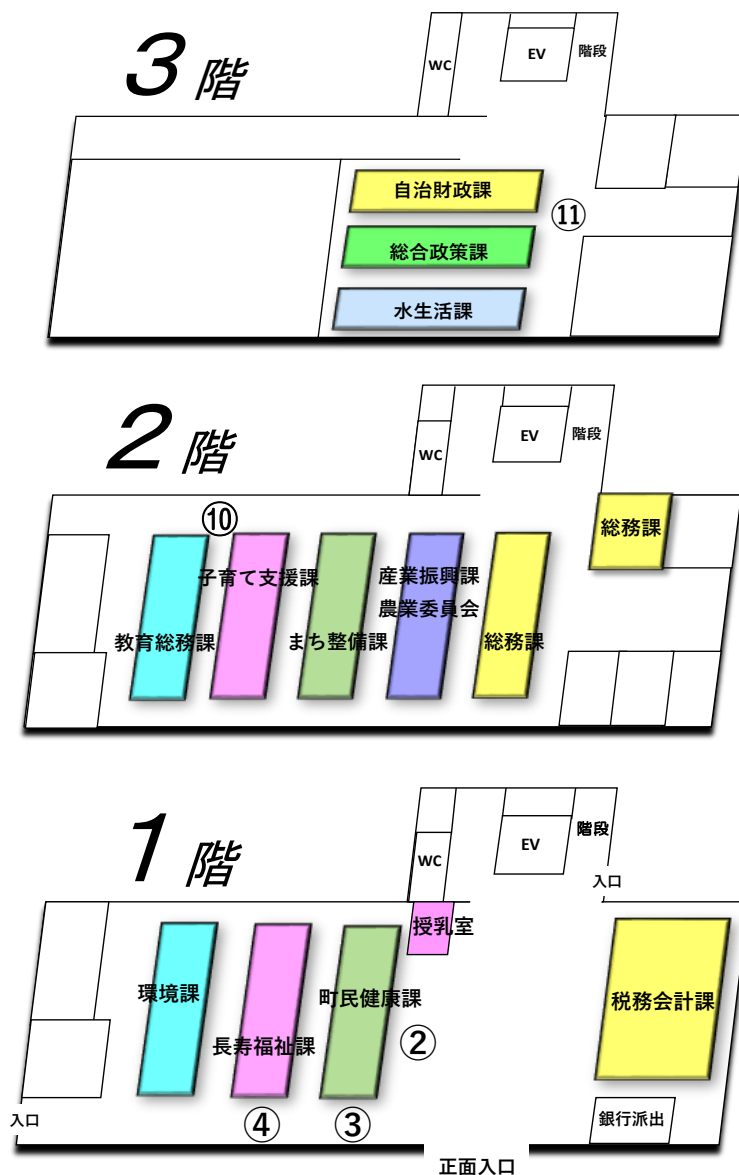 3 階
WC
EV
階段
自治財政課
⑪
総合政策課
水生活課
2 階
WC
EV
階段
総務課
⑩
子育て支援課
産業振興課
農業委員会
教育総務課
まち整備課
総務課
1 階
WC
EV
階段
入口
授乳室
環境課
町民健康課
税務会計課
長寿福祉課
②
④
③
銀行派出
入口
正面入口